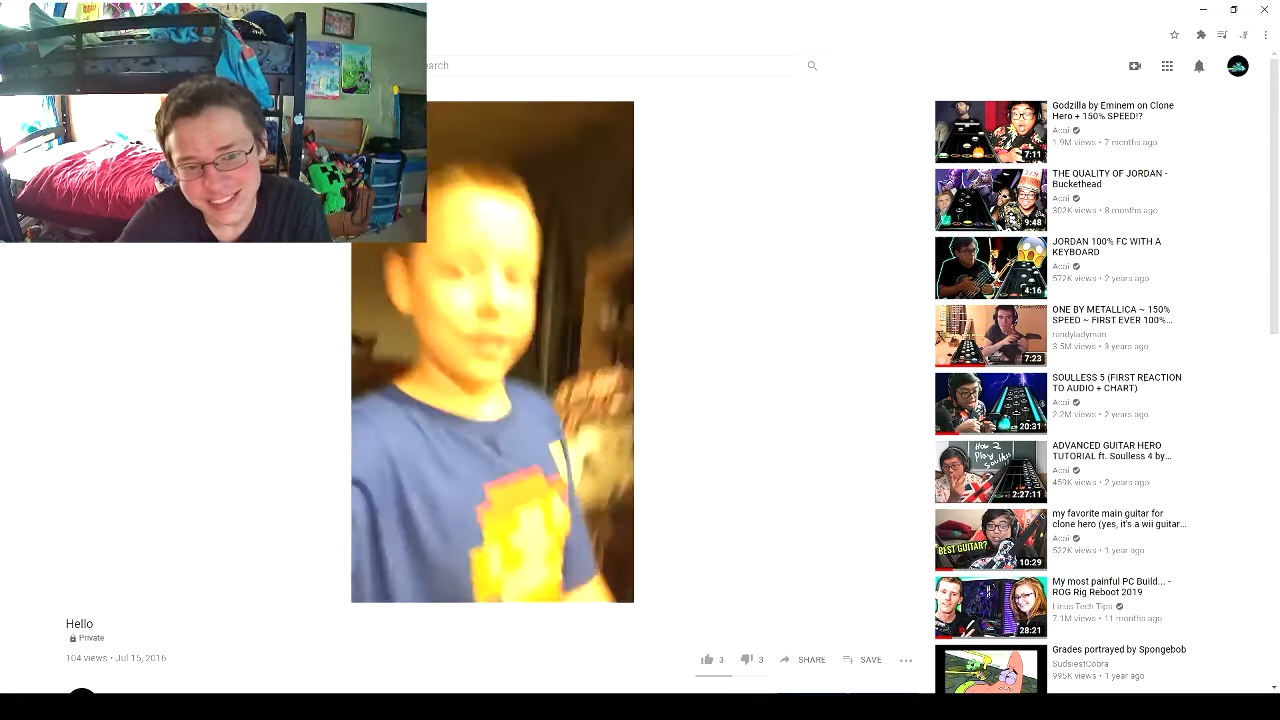 earch
Godzilla by Eminem on Clone
Hero + 150% SPEED!?
Acai
1.9M views • 7 months ago
7:11
THE QUALITY OF JORDAN -
Buckethead
Acai
302K views • 8 months ago
9:48
JORDAN 100% FC WITH A
KEYBOARD
Acai
572K views • 2 years ago
4:16
ONE BY METALLICA ~ 150%
SPEED ~ FIRST EVER 100%...
randyladyman
3.5M views • 3 years ago
7:23
SOULLESS 5 (FIRST REACTION
TO AUDIO + CHART)
Acai
2.2M views • 2 years ago
20:31
ADVANCED GUITAR HERO
TUTORIAL ft. Soulless 4 by...
Acai
459K views • 2 years ago
How 2
Play
Soulless
2:27:11
my favorite main guitar for
clone hero (yes, it's a wii guitar...
Acai
522K views • 1 year ago
BEST GUITAR?
10:29
My most painful PC Build... -
ROG Rig Reboot 2019
Linus Tech Tips
7.1M views • 11 months ago
28:21
Grades portrayed by Spongebob
SudsiestCobra
995K views • 1 year ago
Hello
Private
104 views • Jul 15, 2016
3 3 SHARE SAVE